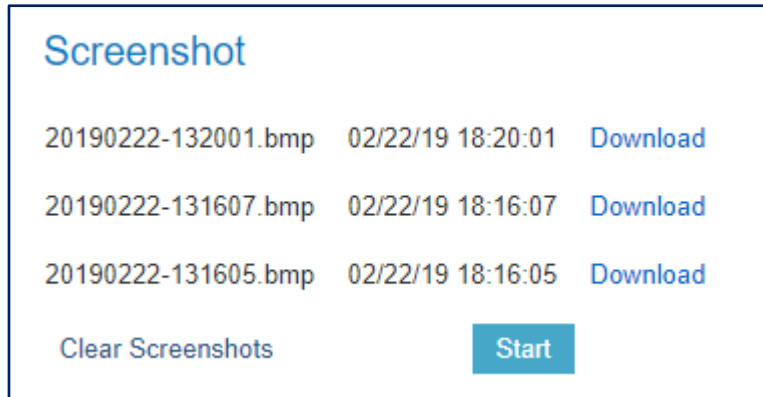 Screenshot
20190222-132001.bmp 02/22/19 18:20:01 Download
20190222-131607.bmp 02/22/19 18:16:07 Download
20190222-131605.bmp 02/22/19 18:16:05 Download
Clear Screenshots Start